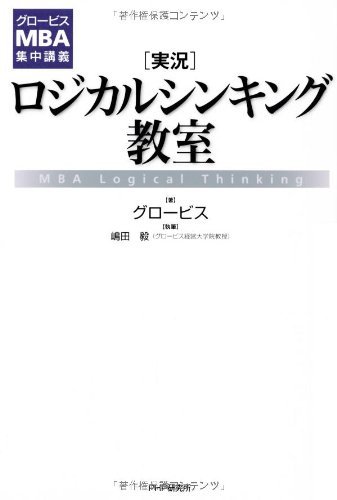 「著作権保護コンテンツ」
グロービス
MBA
集中講義
[実況]
ロジカルシンキング
教室
MBA Logical Thinking
【著】
グロービス
【執筆】
嶋田 毅(グロービス経営大学院教授)
「著作権保護コンテンツ」
PHP研究所